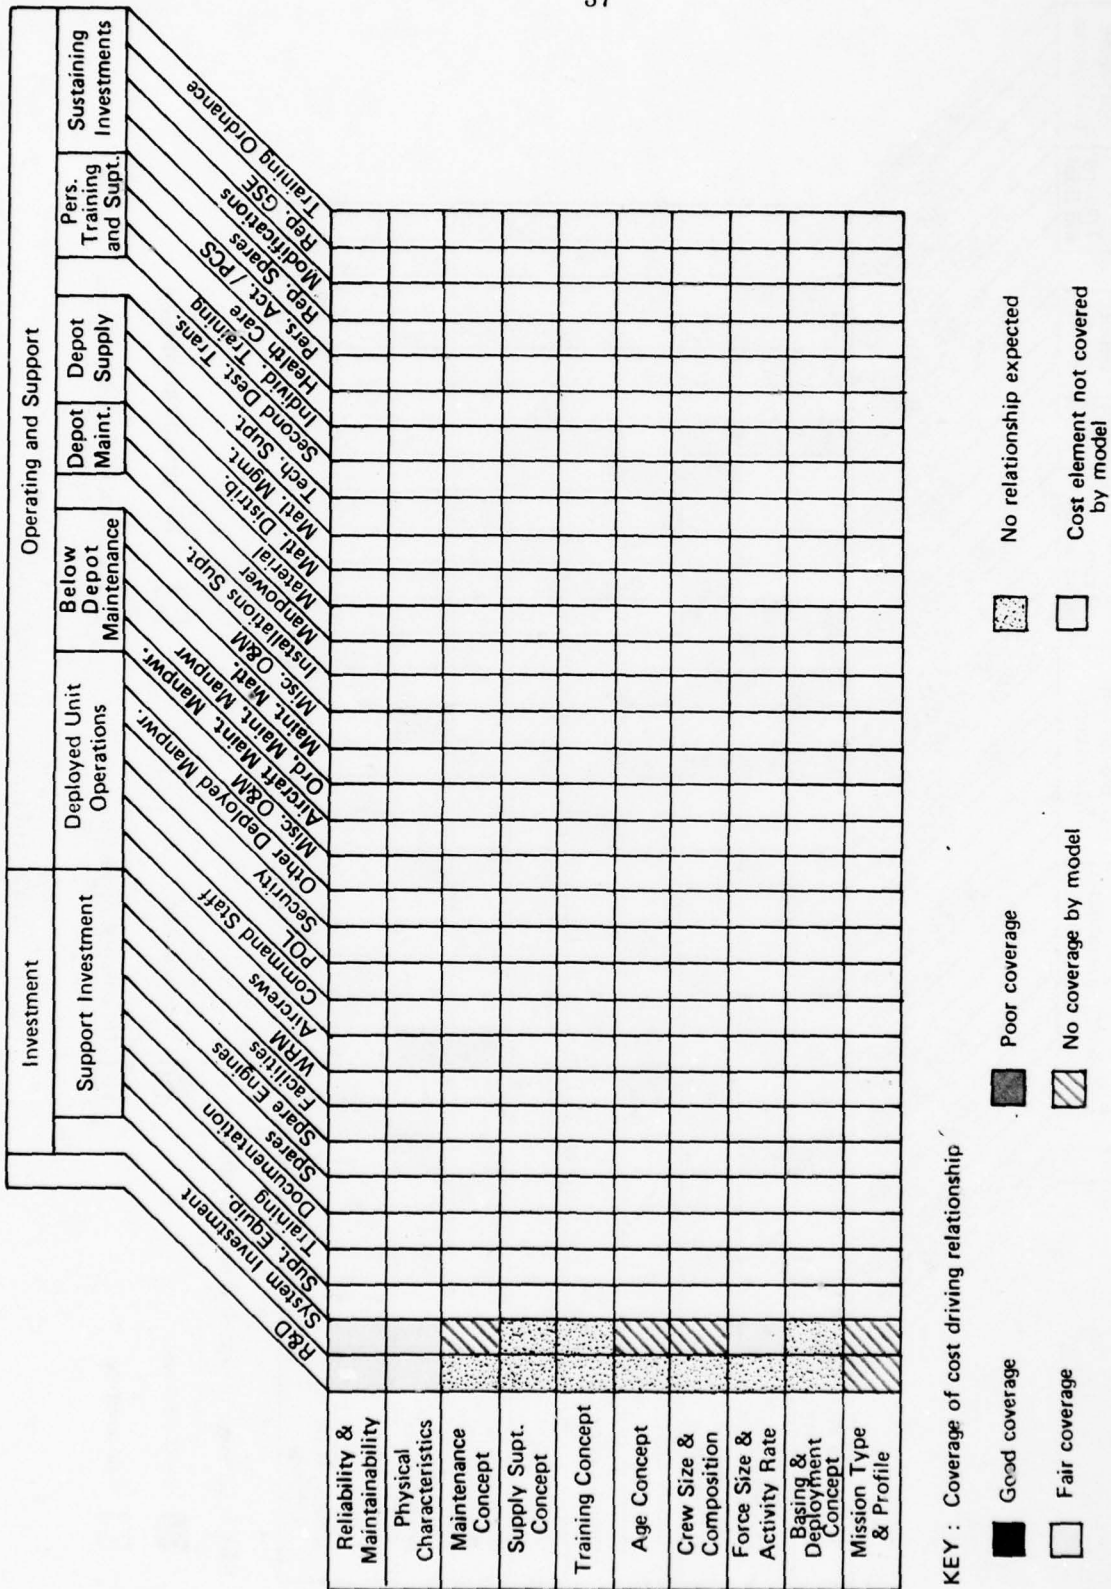 37
Investment
Operating and Support
Support Investment
Deployed Unit
Operations
Below
Depot
Maintenance
Depot
Maint.
Depot
Supply
Pers.
Training
and Supt.
Sustaining
Investments
R&D
System Investment
Supt. Equip.
Training
Documentation
Spares
Spare Engines
Facilities
WRM
Aircrews
Command Staff
POL
Security
Other Deployed Manpwr.
Misc. O&M
Aircraft Maint. Manpwr.
Ord. Maint. Manpwr
Maint. Matl.
Misc. O&M
Installations Supt.
Manpower
Material
Matl. Distrib.
Matl. Mgmt.
Tech. Supt.
Second Dest. Trans.
Individ. Training
Health Care
Pers. Act. / PCS
Rep. Spares
Modifications
Rep. GSE
Training Ordnance
Reliability &
Maintainability
Physical
Characteristics
Maintenance
Concept
Supply Supt.
Concept
Training Concept
Age Concept
Crew Size &
Composition
Force Size &
Activity Rate
Basing &
Deployment
Concept
Mission Type
& Profile
KEY : Coverage of cost driving relationship
Good coverage
Poor coverage
No relationship expected
Fair coverage
No coverage by model
Cost element not covered
by model